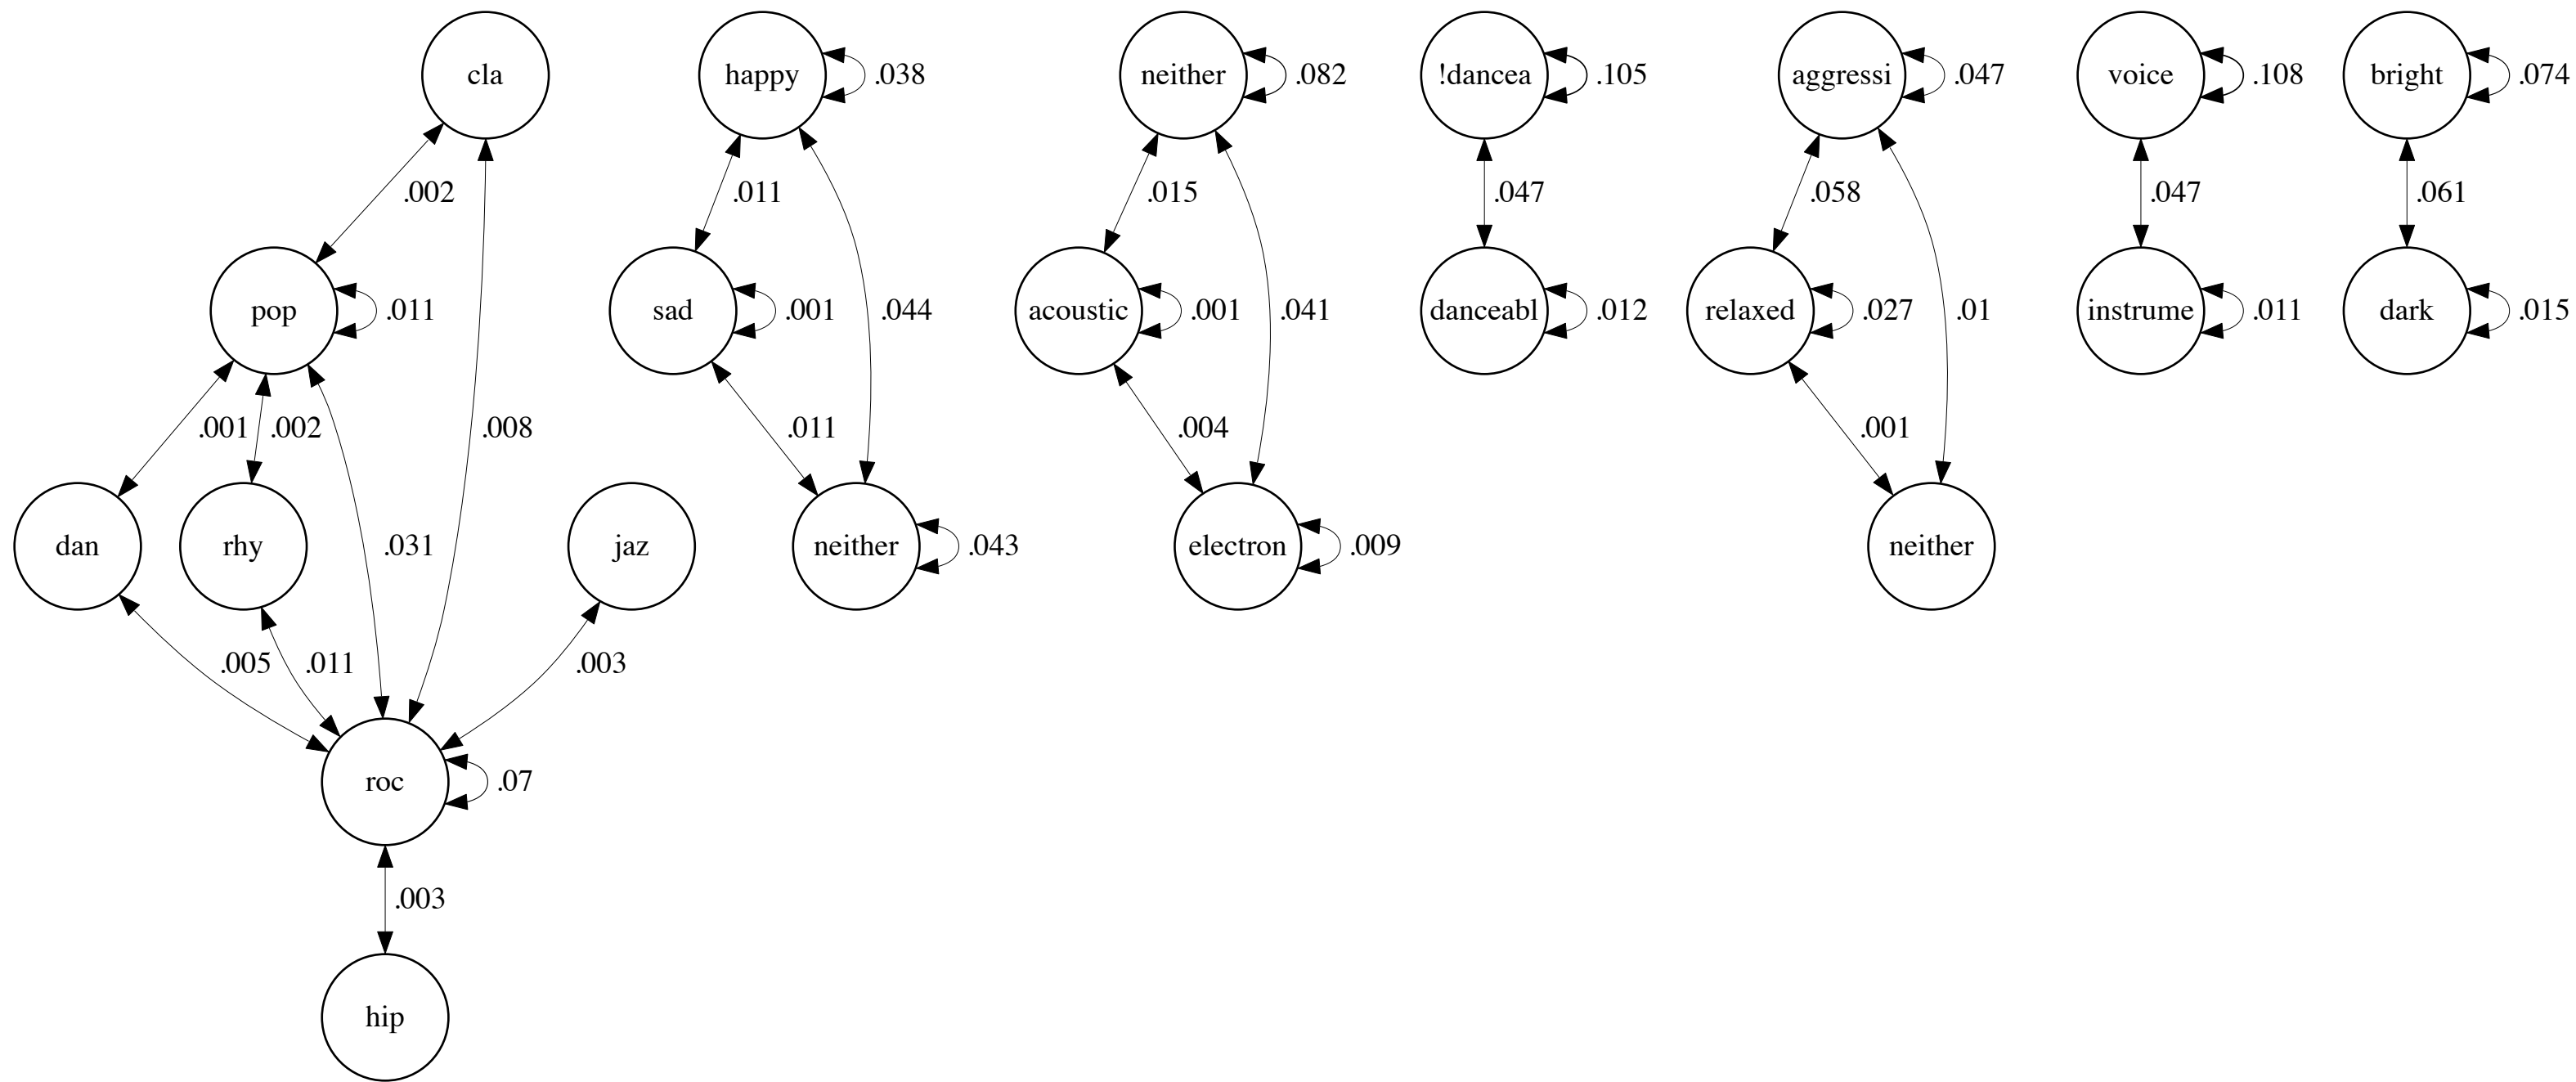 cla
happy
.038
neither
.082
!dancea
.105
aggressi
.047
voice
.108
bright
.074
.002
.011
.015
.047
.058
.047
.061
pop
.011
sad
.001
.044
acoustic
.001
.041
danceabl
.012
relaxed
.027
.01
instrume
.011
dark
.015
.001
.002
.008
.011
.004
.001
dan
rhy
.031
jaz
neither
.043
electron
.009
neither
.005
.011
.003
roc
.07
.003
hip